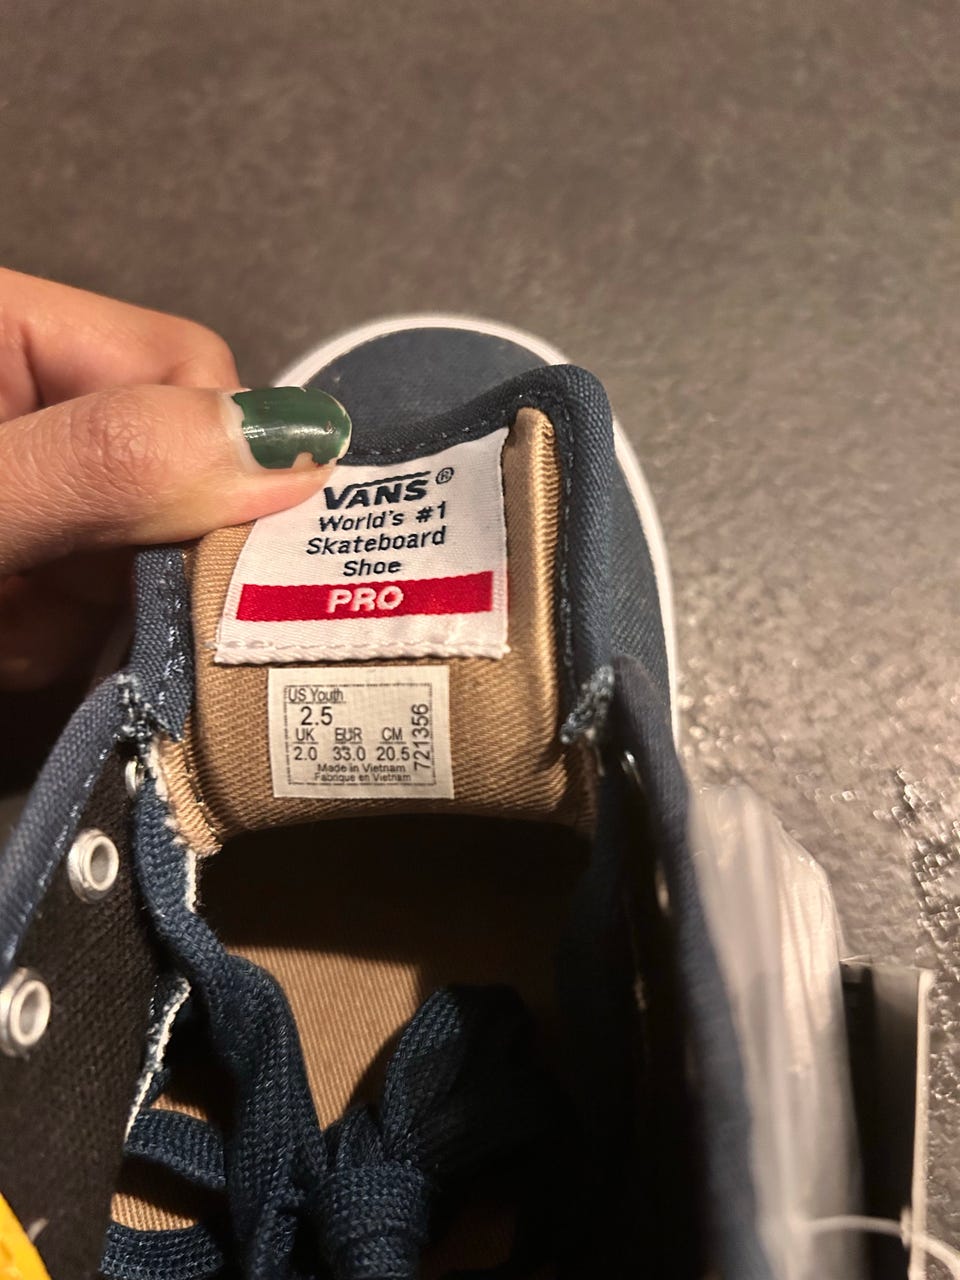 VANS®
World's #1
Skateboard
Shoe
PRO
US Youth
2.5
UK EUR CM
2.0 33.0 20.5
Made in Vietnam
Fabriqué en Vietnam
721356